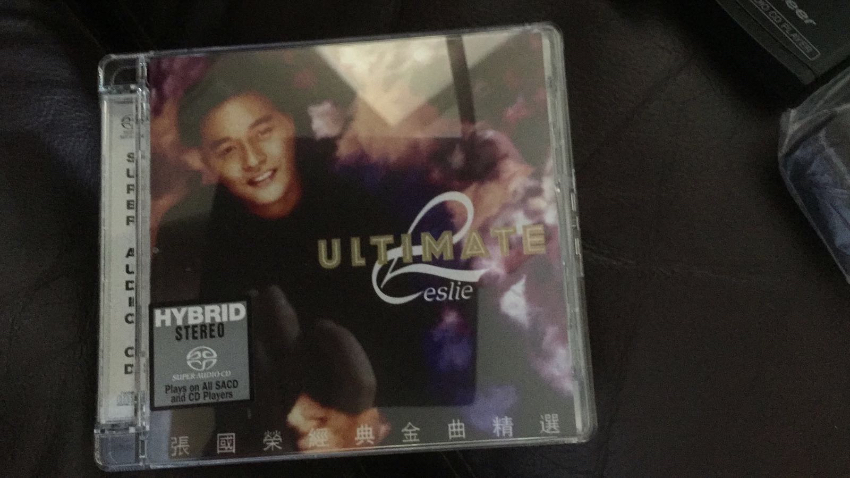 SUPER AUDIO CD
ULTIMATE
Leslie
HYBRID
STEREO
SUPER AUDIO CD
Plays on All SACD
and CD Players
張國榮經典金曲精選